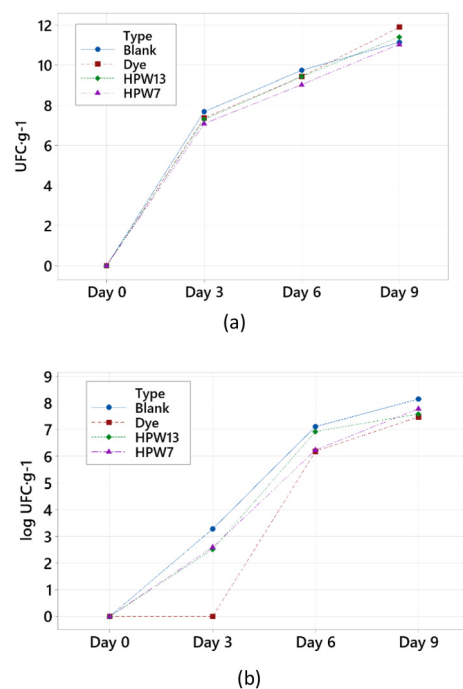 12
10
8
6
4
2
0
UFC·g-1
Type
Blank
Dye
HPW13
HPW7
Day 0 Day 3 Day 6 Day 9
(a)
9
8
7
6
5
4
3
2
1
0
log UFC·g-1
Type
Blank
Dye
HPW13
HPW7
Day 0 Day 3 Day 6 Day 9
(b)